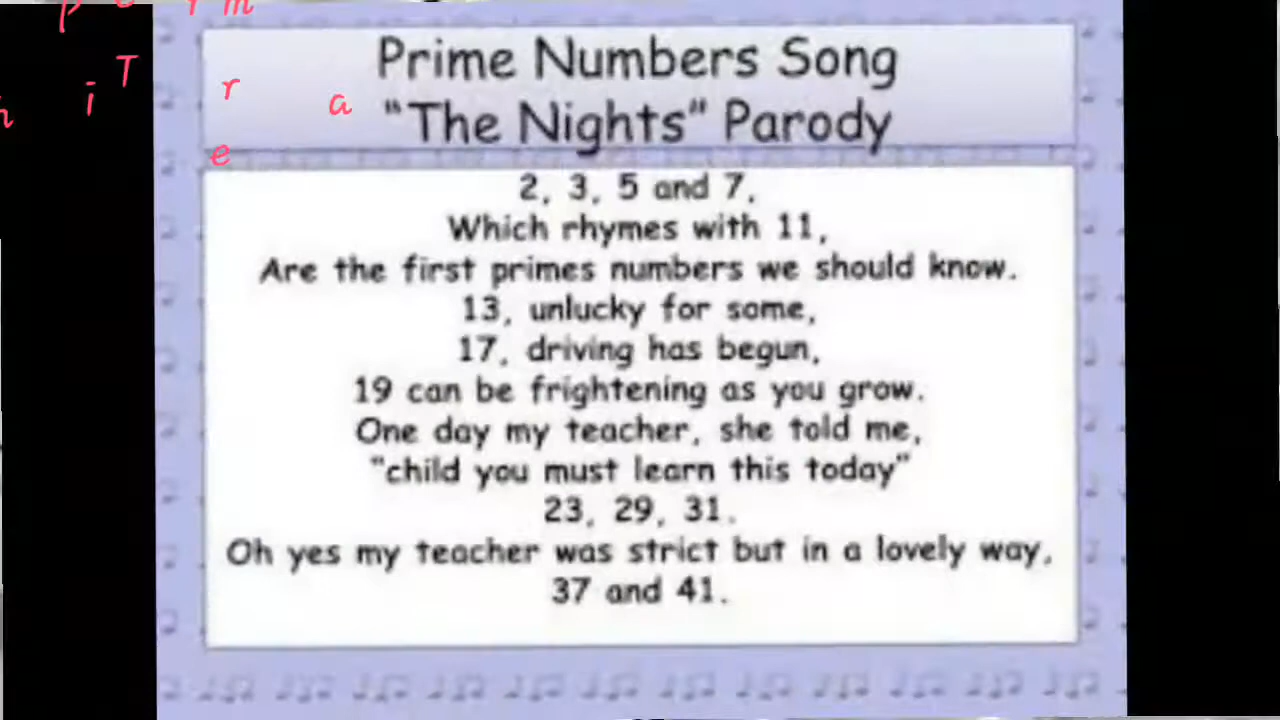 Prime Numbers Song
"The Nights" Parody
2, 3, 5 and 7,
Which rhymes with 11,
Are the first primes numbers we should know.
13, unlucky for some,
17, driving has begun,
19 can be frightening as you grow.
One day my teacher, she told me,
"child you must learn this today"
23, 29, 31.
Oh yes my teacher was strict but in a lovely way,
37 and 41.